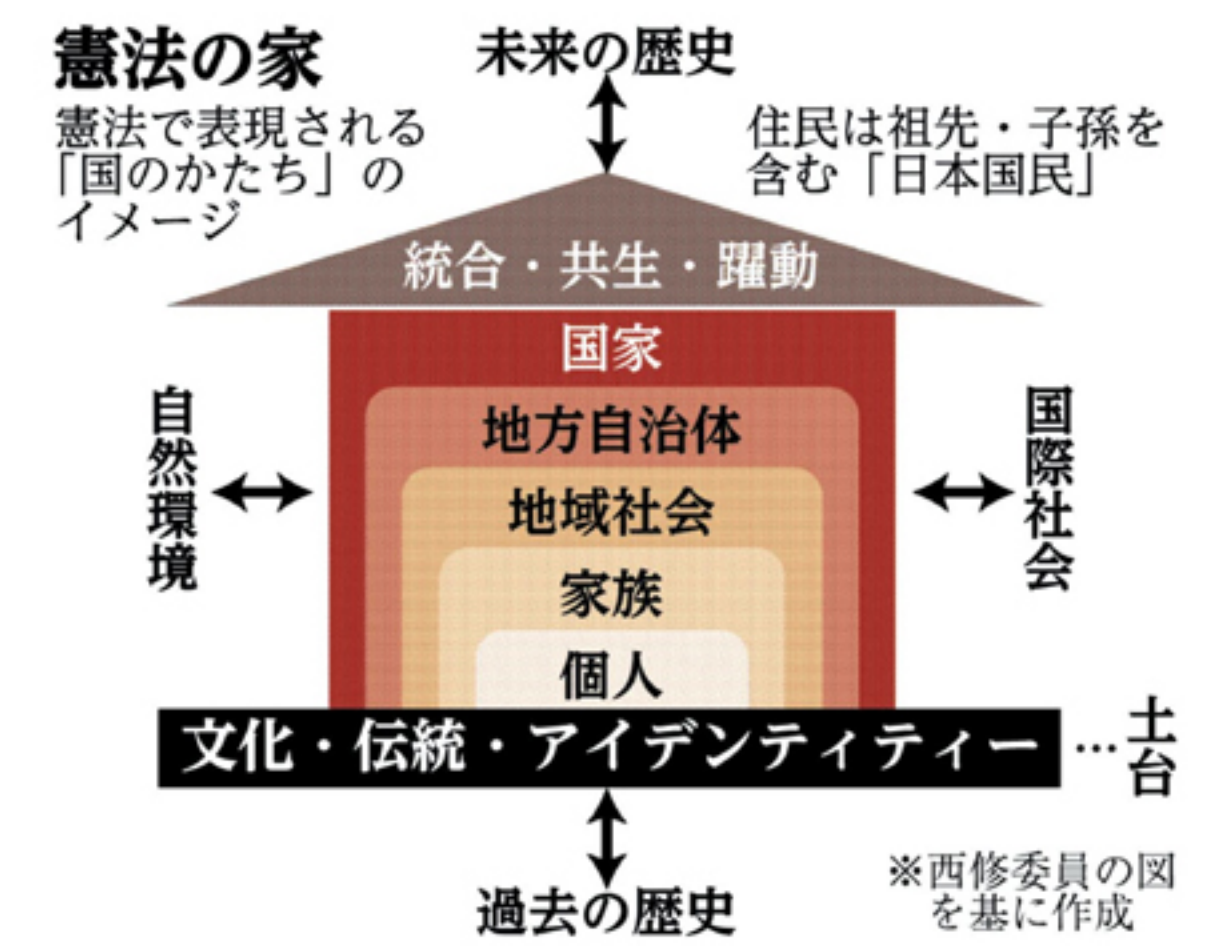 憲法の家
憲法で表現される
「国のかたち」の
イメージ
未来の歴史
住民は祖先・子孫を
含む「日本国民」
統合・共生・躍動
国家
地方自治体
地域社会
家族
個人
自然環境
国際社会
文化・伝統・アイデンティティー
…土台
過去の歴史
※西修委員の図
を基に作成